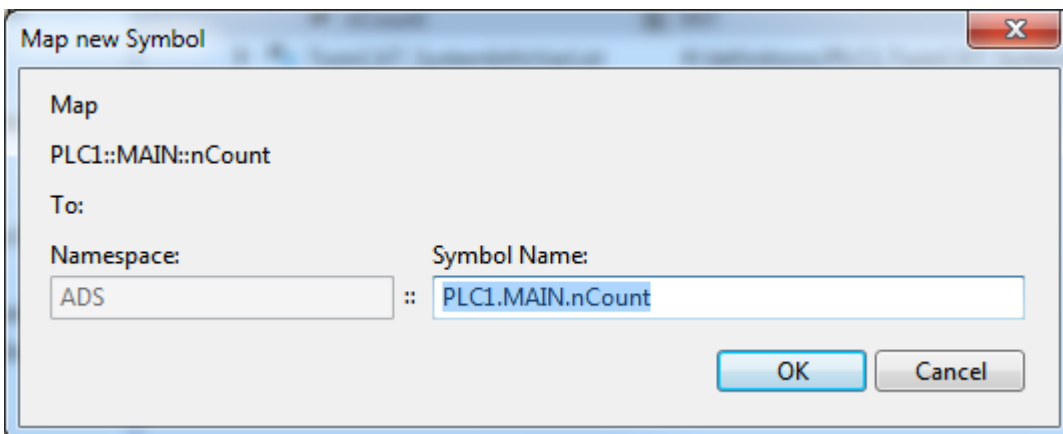 Map new Symbol
Map
PLC1::MAIN::nCount
To:
Namespace: Symbol Name:
ADS :: PLC1.MAIN.nCount
OK Cancel